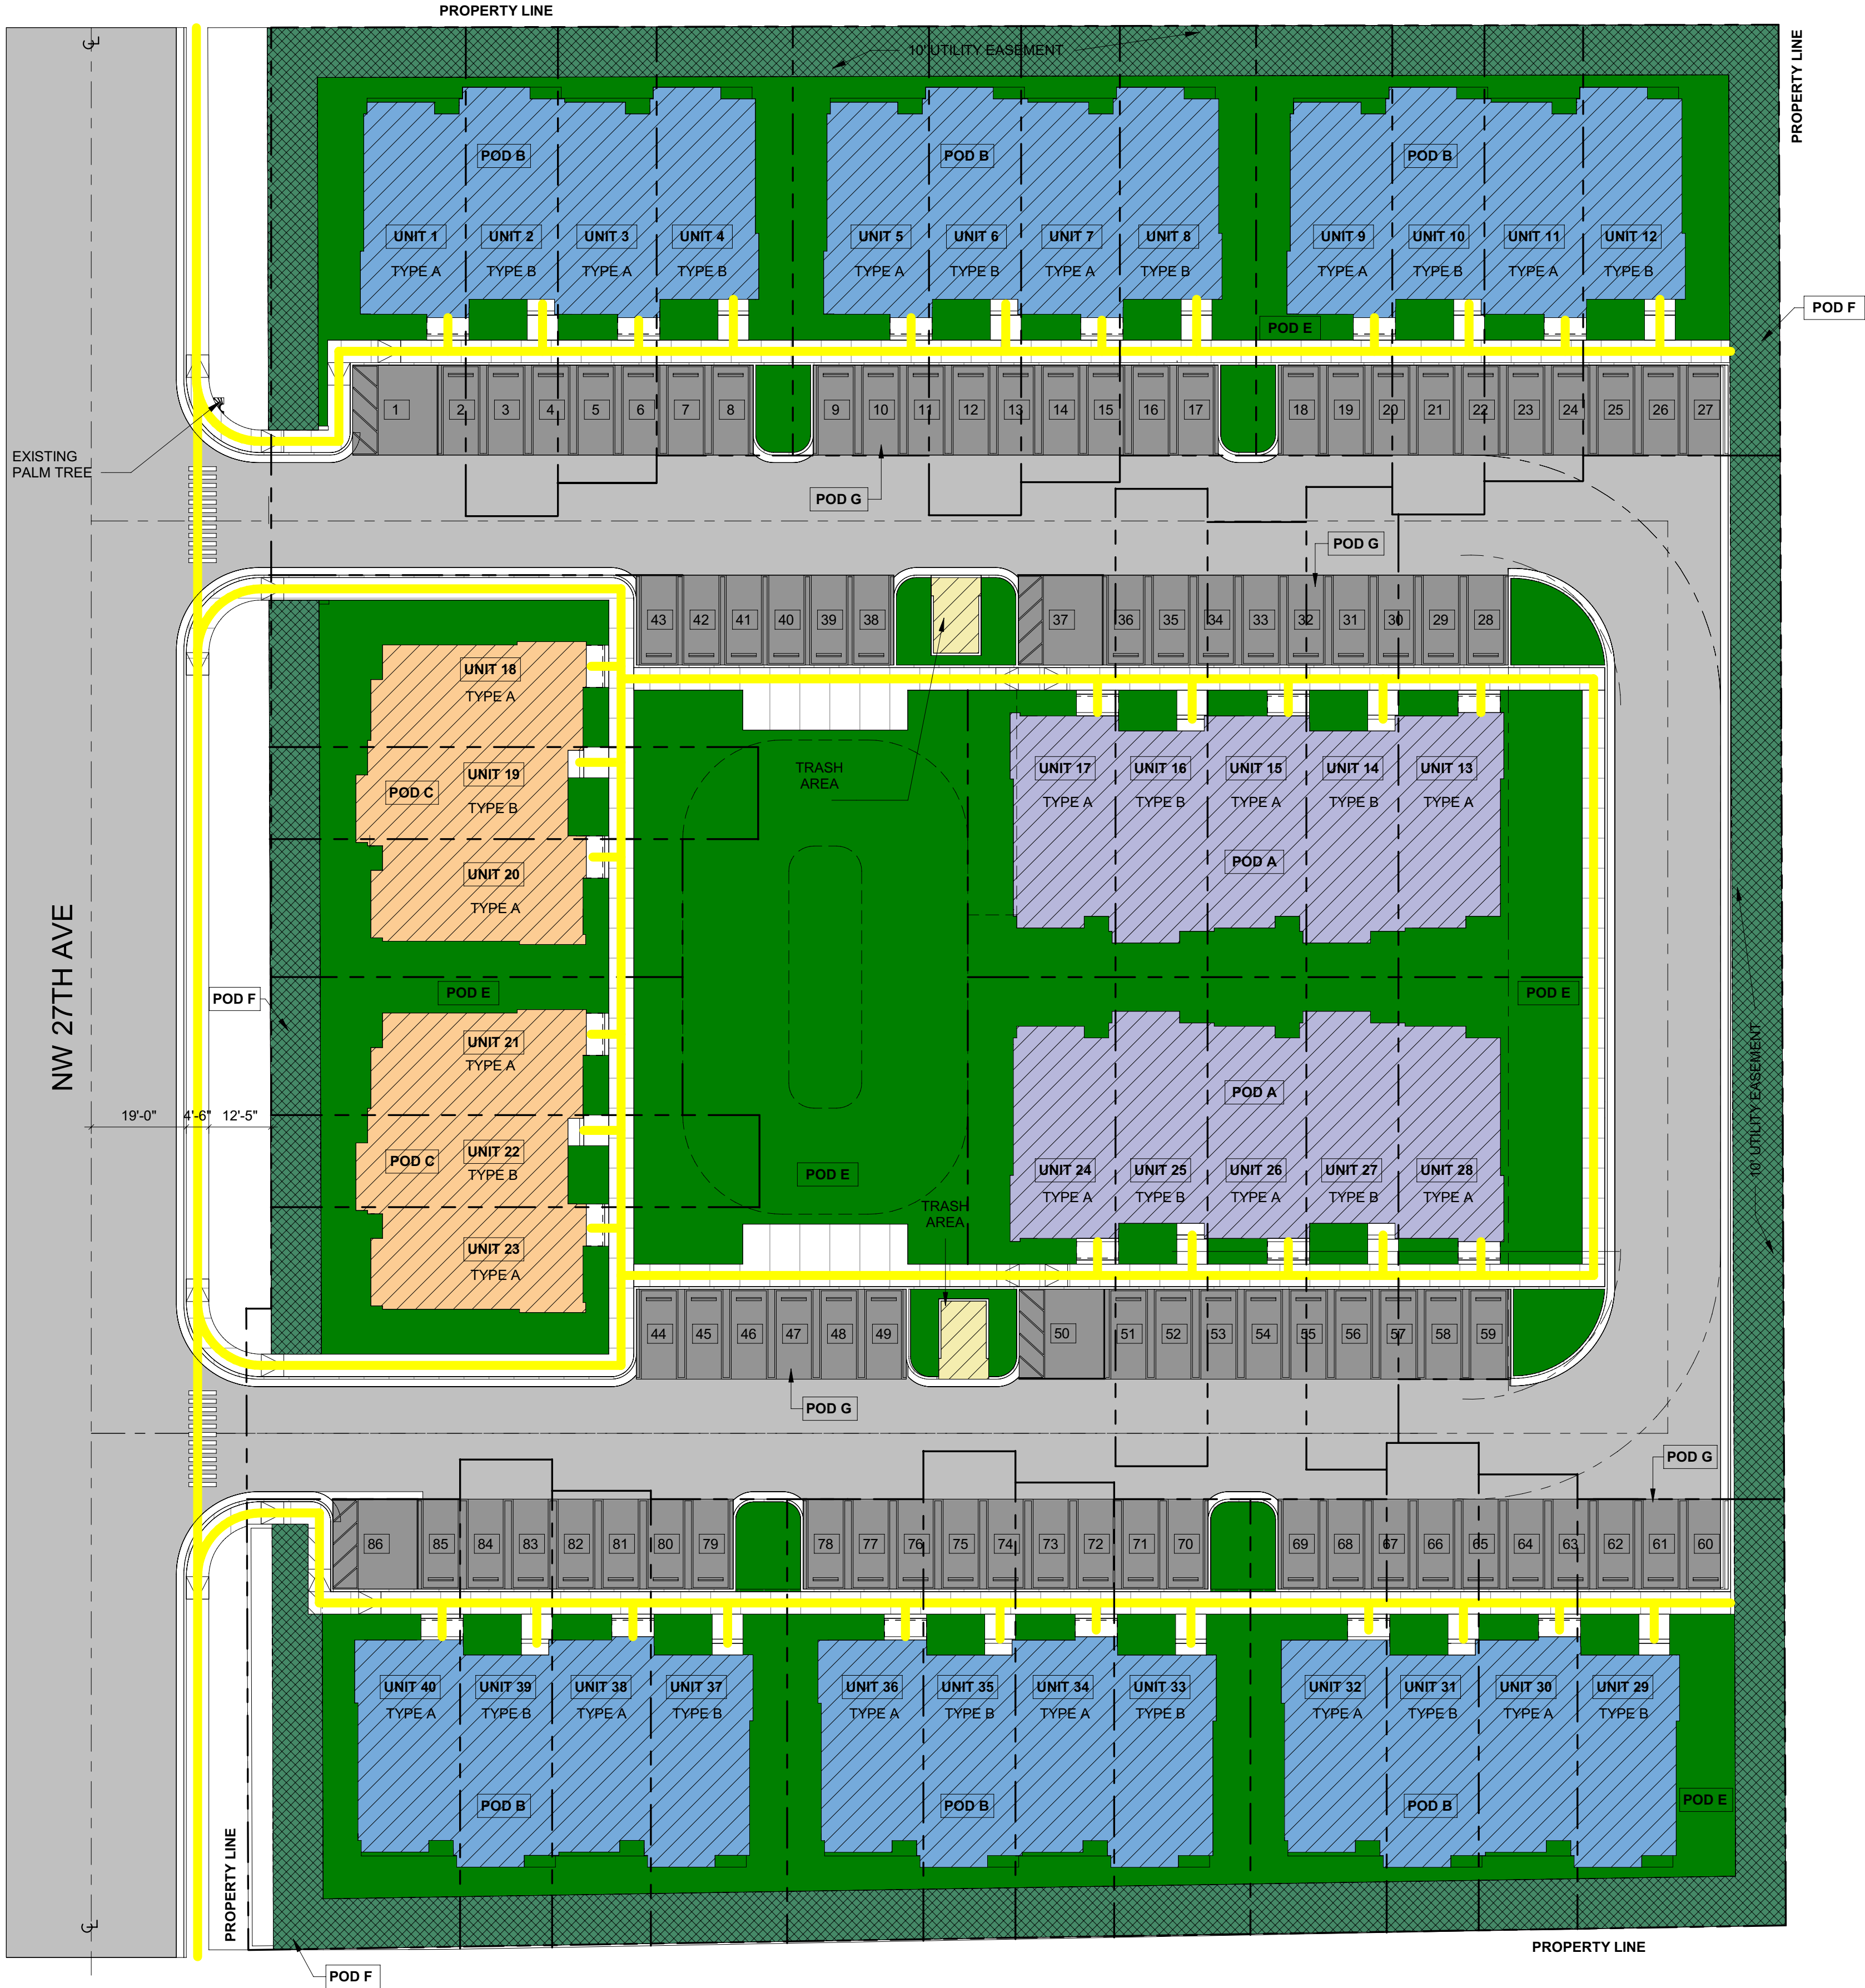 PROPERTY LINE
10' UTILITY EASEMENT
PROPERTY LINE
POD B
POD B
POD B
UNIT 1
UNIT 2
UNIT 3
UNIT 4
UNIT 5
UNIT 6
UNIT 7
UNIT 8
UNIT 9
UNIT 10
UNIT 11
UNIT 12
TYPE A
TYPE B
TYPE A
TYPE B
TYPE A
TYPE B
TYPE A
TYPE B
TYPE A
TYPE B
TYPE A
TYPE B
POD F
POD E
1
2
3
4
5
6
7
8
9
10
11
12
13
14
15
16
17
18
19
20
21
22
23
24
25
26
27
EXISTING
PALM TREE
POD G
POD G
43
42
41
40
39
38
37
36
35
34
33
32
31
30
29
28
UNIT 18
TYPE A
UNIT 19
TYPE B
POD C
UNIT 20
TYPE A
TRASH
AREA
UNIT 17
UNIT 16
UNIT 15
UNIT 14
UNIT 13
TYPE A
TYPE B
TYPE A
TYPE B
TYPE A
POD A
NW 27TH AVE
POD F
POD E
POD E
UNIT 21
TYPE A
19'-0"
4'-6"
12'-5"
POD C
UNIT 22
TYPE B
UNIT 23
TYPE A
POD E
TRASH
AREA
POD A
UNIT 24
UNIT 25
UNIT 26
UNIT 27
UNIT 28
TYPE A
TYPE B
TYPE A
TYPE B
TYPE A
10' UTILITY EASEMENT
44
45
46
47
48
49
50
51
52
53
54
55
56
57
58
59
POD G
POD G
86
85
84
83
82
81
80
79
78
77
76
75
74
73
72
71
70
69
68
67
66
65
64
63
62
61
60
UNIT 40
UNIT 39
UNIT 38
UNIT 37
UNIT 36
UNIT 35
UNIT 34
UNIT 33
UNIT 32
UNIT 31
UNIT 30
UNIT 29
TYPE A
TYPE B
TYPE A
TYPE B
TYPE A
TYPE B
TYPE A
TYPE B
TYPE A
TYPE B
TYPE A
TYPE B
POD B
POD B
POD B
POD E
PROPERTY LINE
PROPERTY LINE
POD F